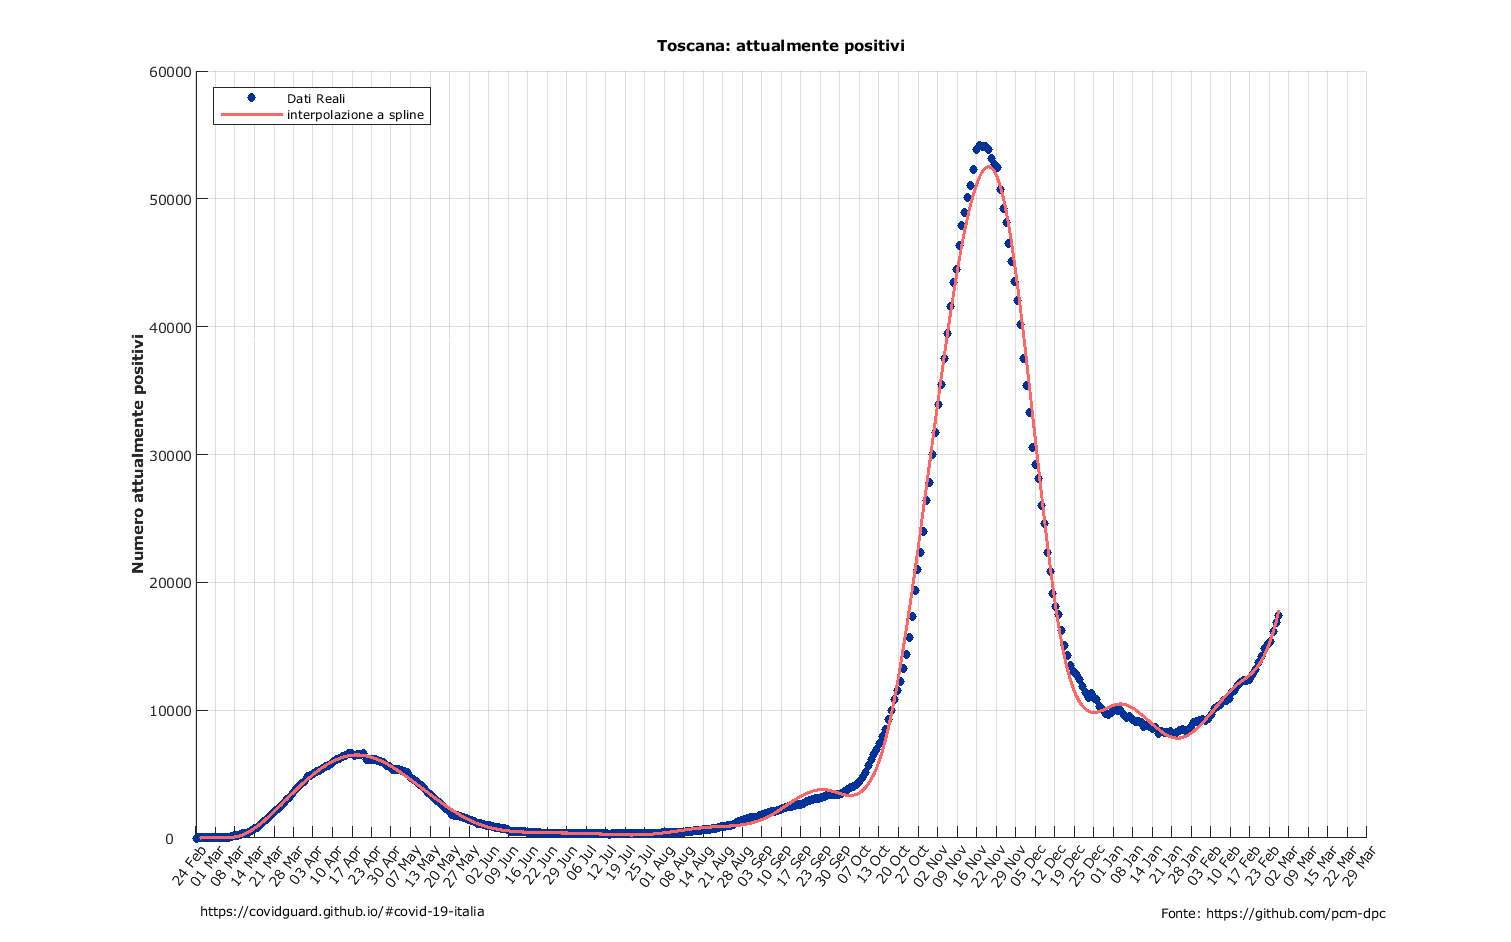 Toscana: attualmente positivi
60000
50000
40000
30000
20000
10000
0
Dati Reali
interpolazione a spline
Numero attualmente positivi
24 Feb
01 Mar
08 Mar
14 Mar
21 Mar
28 Mar
03 Apr
10 Apr
17 Apr
23 Apr
30 Apr
07 May
13 May
20 May
27 May
02 Jun
09 Jun
16 Jun
22 Jun
29 Jun
06 Jul
12 Jul
19 Jul
25 Jul
01 Aug
08 Aug
14 Aug
21 Aug
28 Aug
03 Sep
10 Sep
17 Sep
23 Sep
30 Sep
07 Oct
13 Oct
20 Oct
27 Oct
02 Nov
09 Nov
16 Nov
22 Nov
29 Nov
05 Dec
12 Dec
19 Dec
25 Dec
01 Jan
08 Jan
14 Jan
21 Jan
28 Jan
03 Feb
10 Feb
17 Feb
23 Feb
02 Mar
09 Mar
15 Mar
22 Mar
29 Mar
https://covidguard.github.io/#covid-19-italia
Fonte: https://github.com/pcm-dpc